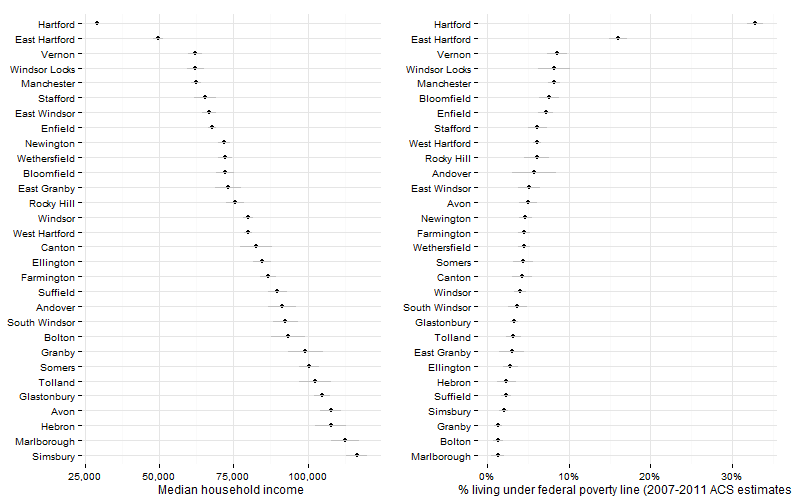 Hartford
East Hartford
Vernon
Windsor Locks
Manchester
Stafford
East Windsor
Enfield
Newington
Wethersfield
Bloomfield
East Granby
Rocky Hill
Windsor
West Hartford
Canton
Ellington
Farmington
Suffield
Andover
South Windsor
Bolton
Granby
Somers
Tolland
Glastonbury
Avon
Hebron
Marlborough
Simsbury
25,000 50,000 75,000 100,000
Median household income
Hartford
East Hartford
Vernon
Windsor Locks
Manchester
Bloomfield
Enfield
Stafford
West Hartford
Rocky Hill
Andover
East Windsor
Avon
Newington
Farmington
Wethersfield
Somers
Canton
Windsor
South Windsor
Glastonbury
Tolland
East Granby
Ellington
Hebron
Suffield
Simsbury
Granby
Bolton
Marlborough
0% 10% 20% 30%
% living under federal poverty line (2007-2011 ACS estimates